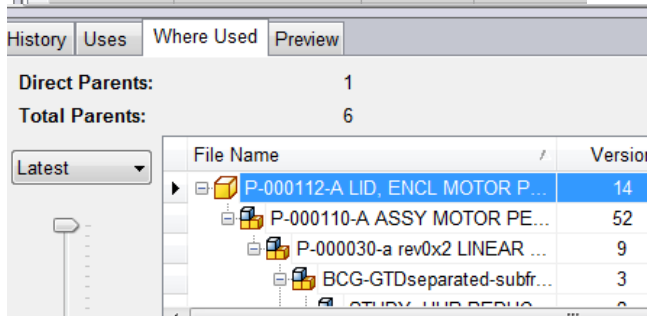 History Uses Where Used Preview
Direct Parents: 1
Total Parents: 6
Latest
File Name Version
P-000112-A LID, ENCL MOTOR P... 14
P-000110-A ASSY MOTOR PE... 52
P-000030-a rev0x2 LINEAR ... 9
BCG-GTDseparated-subfr... 3